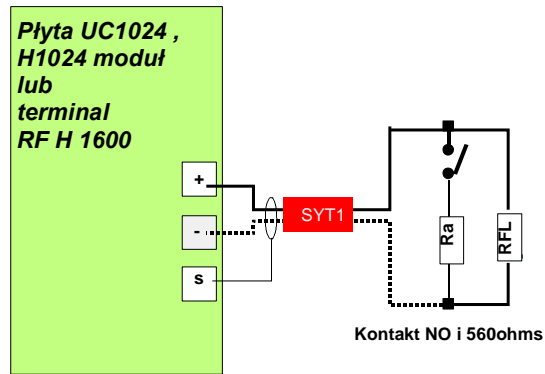 Płyta UC1024 ,
H1024 moduł
lub
terminal
RF H 1600
+
-
s
SYT1
Ra
RFL
Kontakt NO i 560ohms